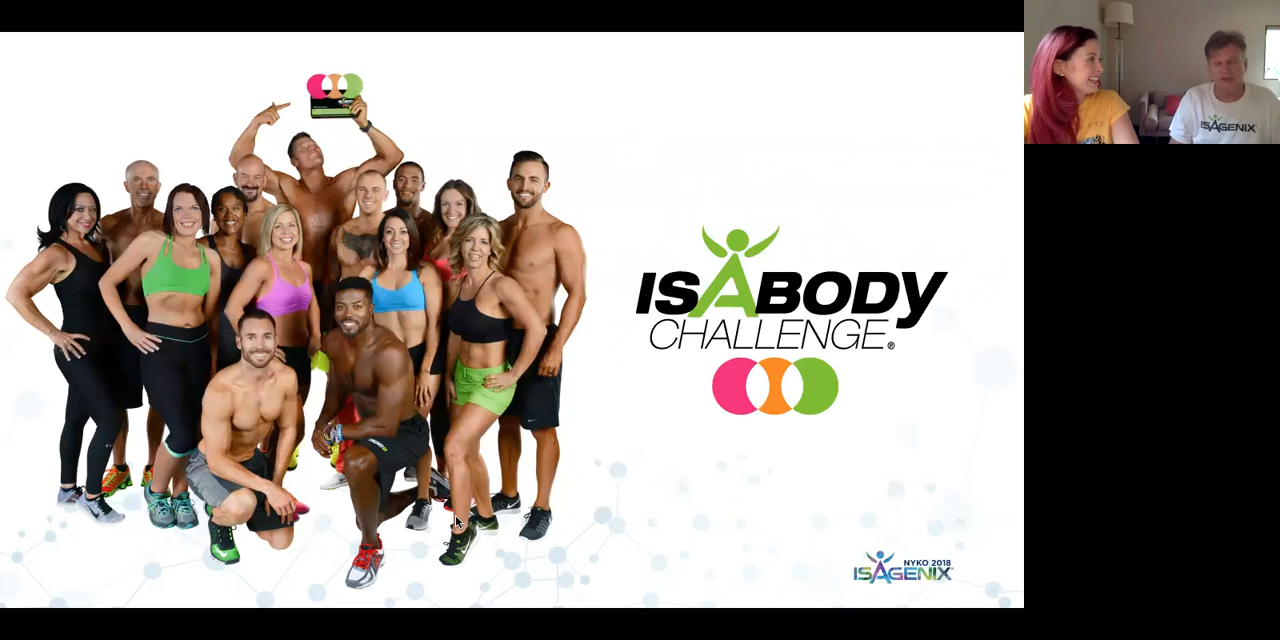 ISABODY
CHALLENGE®
NYKO 2018
ISAGENIX®
ISAGENIX